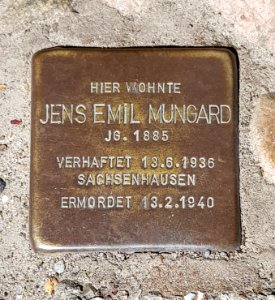 HIER WOHNTE
JENS EMIL MUNGARD
JG. 1885
VERHAFTET 13.6.1936
SACHSENHAUSEN
ERMORDET 13.2.1940